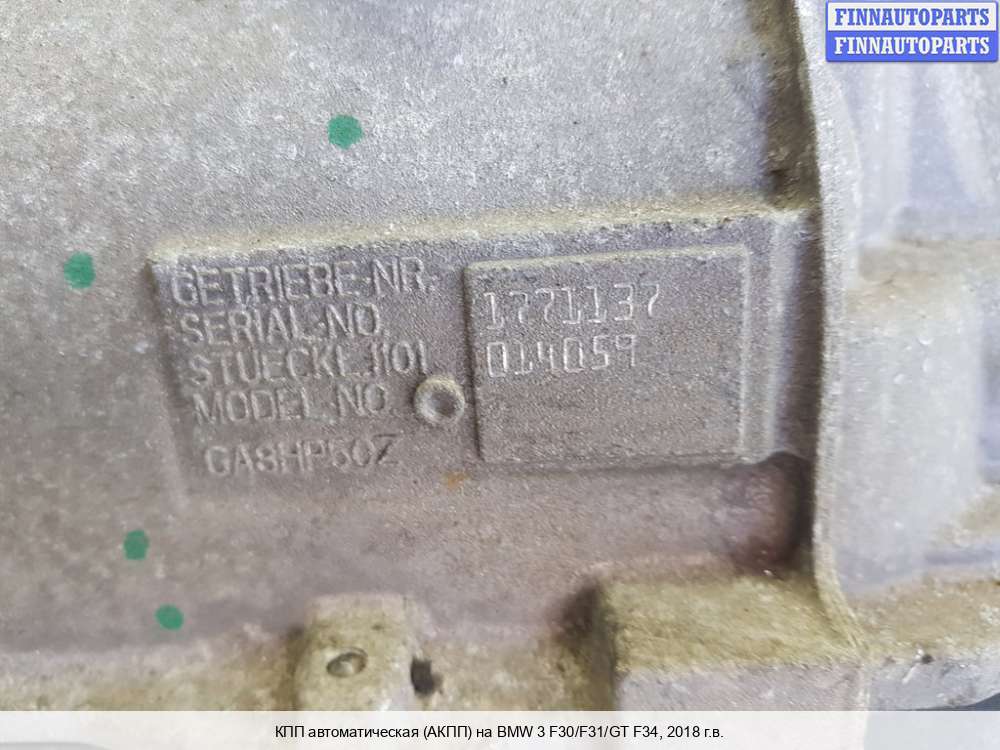 FINNAUTOPARTS
FINNAUTOPARTS
GETRIEBE-NR.
SERIAL-NO.
STUECKL.1101
MODEL-NO.
GA8HP50Z
1771137
014059
КПП автоматическая (АКПП) на BMW 3 F30/F31/GT F34, 2018 г.в.